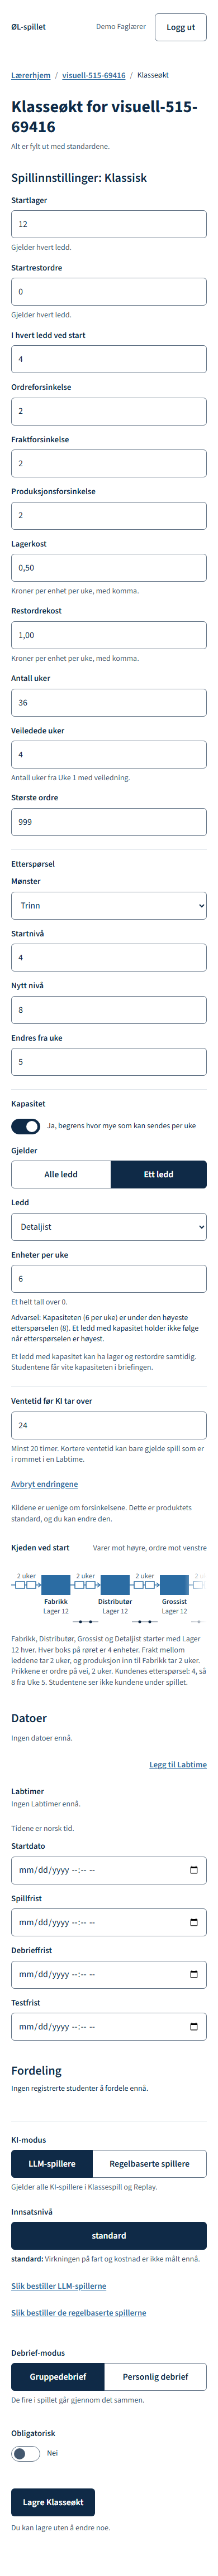 ØL-spillet
Demo Faglærer
Logg ut
Lærerhjem / visuell-515-69416 / Klasseøkt
Klasseøkt for visuell-515-
69416
Alt er fylt ut med standardene.
Spillinnstillinger: Klassisk
Startlager
12
Gjelder hvert ledd.
Startrestordre
0
Gjelder hvert ledd.
I hvert ledd ved start
4
Ordreforsinkelse
2
Fraktforsinkelse
2
Produksjonsforsinkelse
2
Lagerkost
0,50
Kroner per enhet per uke, med komma.
Restordrekost
1,00
Kroner per enhet per uke, med komma.
Antall uker
36
Veiledede uker
4
Antall uker fra Uke 1 med veiledning.
Største ordre
999
Etterspørsel
Mønster
Trinn
Startnivå
4
Nytt nivå
8
Endres fra uke
5
Kapasitet
Ja, begrens hvor mye som kan sendes per uke
Gjelder
Alle ledd
Ett ledd
Ledd
Detaljist
Enheter per uke
6
Et helt tall over 0.
Advarsel: Kapasiteten (6 per uke) er under den høyeste
etterspørselen (8). Et ledd med kapasitet holder ikke følge
når etterspørselen er høyest.
Et ledd med kapasitet kan ha lager og restordre samtidig.
Studentene får vite kapasiteten i briefingen.
Ventetid før KI tar over
24
Minst 20 timer. Kortere ventetid kan bare gjelde spill som er
i rommet i en Labtime.
Avbryt endringene
Kildene er uenige om forsinkelsene. Dette er produktets
standard, og du kan endre den.
Kjeden ved start
Varer mot høyre, ordre mot venstre
2 uker
2 uker
2 uker
2 u
Fabrikk
Distributør
Grossist
Lager 12
Lager 12
Lager 12
Fabrikk, Distributør, Grossist og Detaljist starter med Lager
12 hver. Hver boks på røret er 4 enheter. Frakt mellom
leddene tar 2 uker, og produksjon inn til Fabrikk tar 2 uker.
Prikkene er ordre på vei, 2 uker. Kundenes etterspørsel: 4, så
8 fra Uke 5. Studentene ser ikke kundene under spillet.
Datoer
Ingen datoer ennå.
Legg til Labtime
Labtimer
Ingen Labtimer ennå.
Tidene er norsk tid.
Startdato
mm/dd/yyyy --:-- --
Spillfrist
mm/dd/yyyy --:-- --
Debrieffrist
mm/dd/yyyy --:-- --
Testfrist
mm/dd/yyyy --:-- --
Fordeling
Ingen registrerte studenter å fordele ennå.
KI-modus
LLM-spillere
Regelbaserte spillere
Gjelder alle KI-spillere i Klassespill og Replay.
Innsatsnivå
standard
standard: Virkningen på fart og kostnad er ikke målt ennå.
Slik bestiller LLM-spillerne
Slik bestiller de regelbaserte spillerne
Debrief-modus
Gruppedebrief
Personlig debrief
De fire i spillet går gjennom det sammen.
Obligatorisk
Nei
Lagre Klasseøkt
Du kan lagre uten å endre noe.